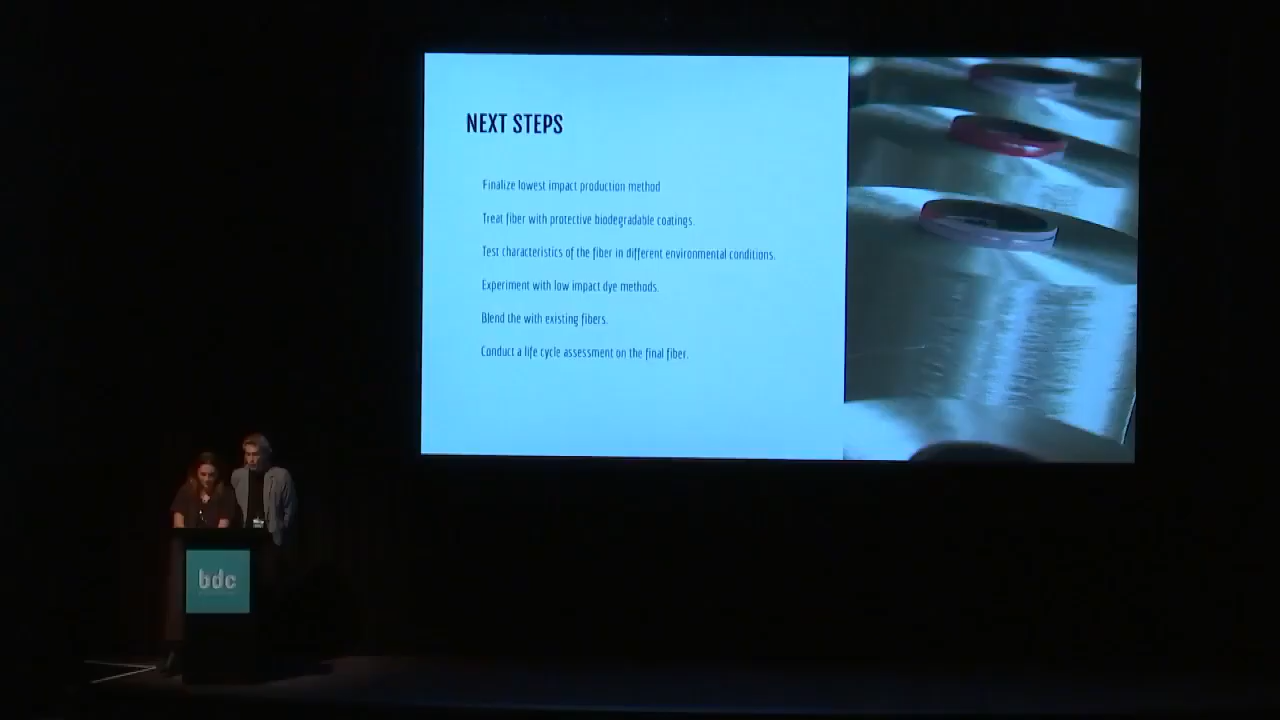 NEXT STEPS
Finalize lowest impact production method
Treat fiber with protective biodegradable coatings.
Test characteristics of the fiber in different environmental conditions.
Experiment with low impact dye methods.
Blend the with existing fibers.
Conduct a life cycle assessment on the final fiber.
bdc